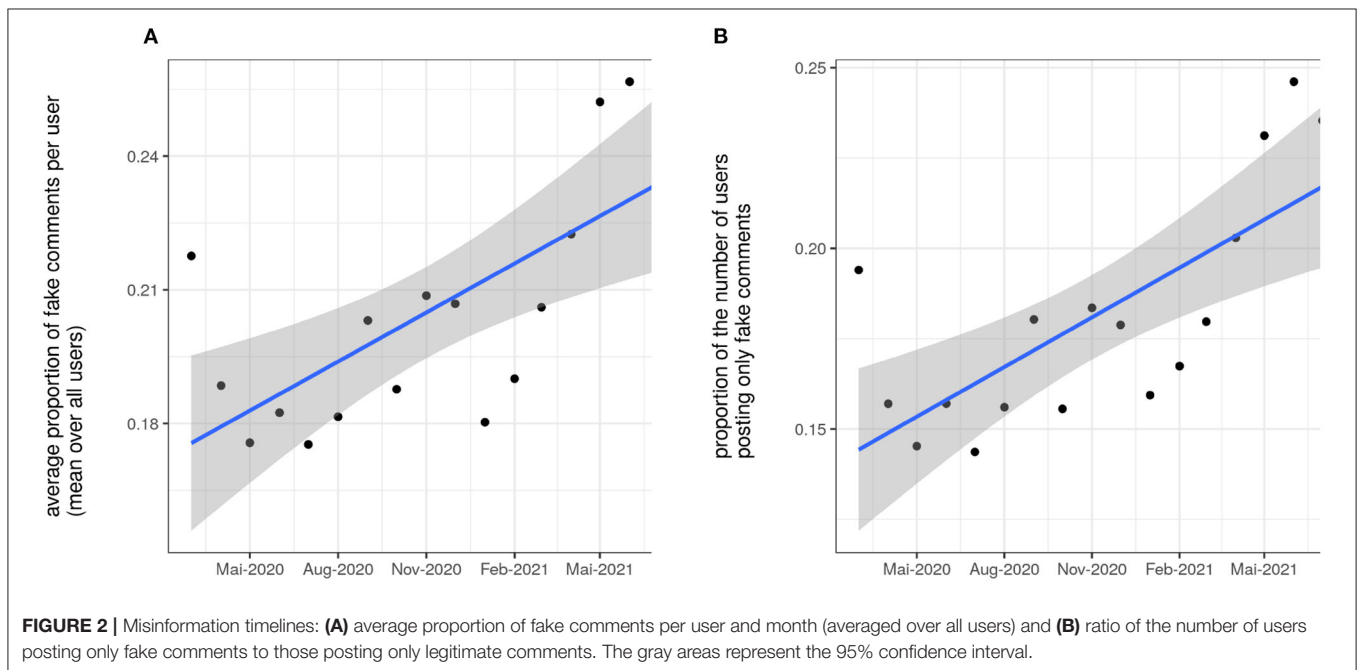 A
average proportion of fake comments per user
(mean over all users)
0.24
0.21
0.18
Mai-2020 Aug-2020 Nov-2020 Feb-2021 Mai-2021
B
proportion of the number of users
posting only fake comments
0.25
0.20
0.15
Mai-2020 Aug-2020 Nov-2020 Feb-2021 Mai-2021
FIGURE 2 | Misinformation timelines: (A) average proportion of fake comments per user and month (averaged over all users) and (B) ratio of the number of users
posting only fake comments to those posting only legitimate comments. The gray areas represent the 95% confidence interval.